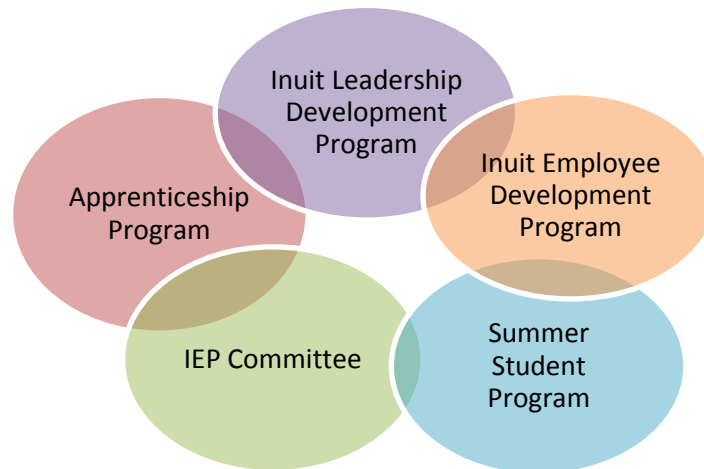 Inuit Leadership
Development
Program
Inuit Employee
Development
Program
Apprenticeship
Program
IEP Committee
Summer
Student
Program